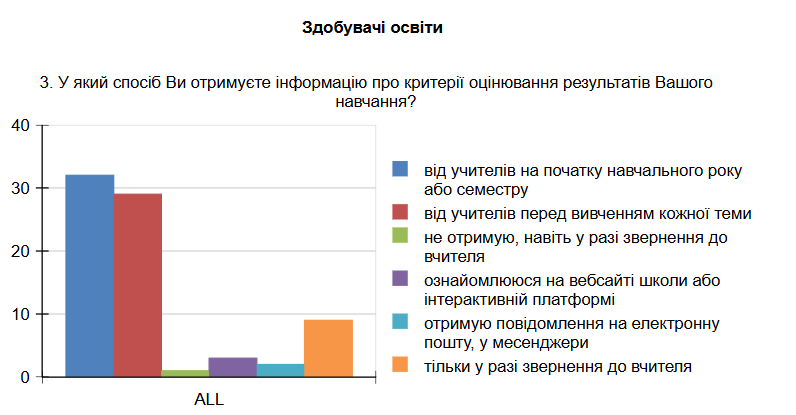 Здобувачі освіти
3. У який спосіб Ви отримуєте інформацію про критерії оцінювання результатів Вашого
навчання?
40
30
20
10
0
ALL
від учителів на початку навчального року
або семестру
від учителів перед вивченням кожної теми
не отримую, навіть у разі звернення до
вчителя
ознайомлююся на вебсайті школи або
інтерактивній платформі
отримую повідомлення на електронну
пошту, у месенджери
тільки у разі звернення до вчителя